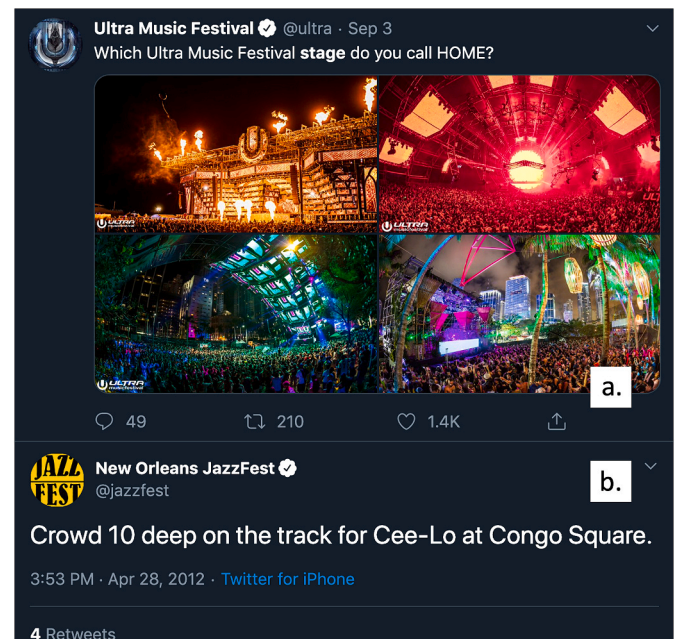 Ultra Music Festival @ultra · Sep 3
Which Ultra Music Festival stage do you call HOME?
U ULTRA
U ULTRA
U ULTRA
a.
49 210 1.4K
JAZZ
FEST
New Orleans JazzFest
@jazzfest
b.
Crowd 10 deep on the track for Cee-Lo at Congo Square.
3:53 PM · Apr 28, 2012 · Twitter for iPhone
4 Retweets